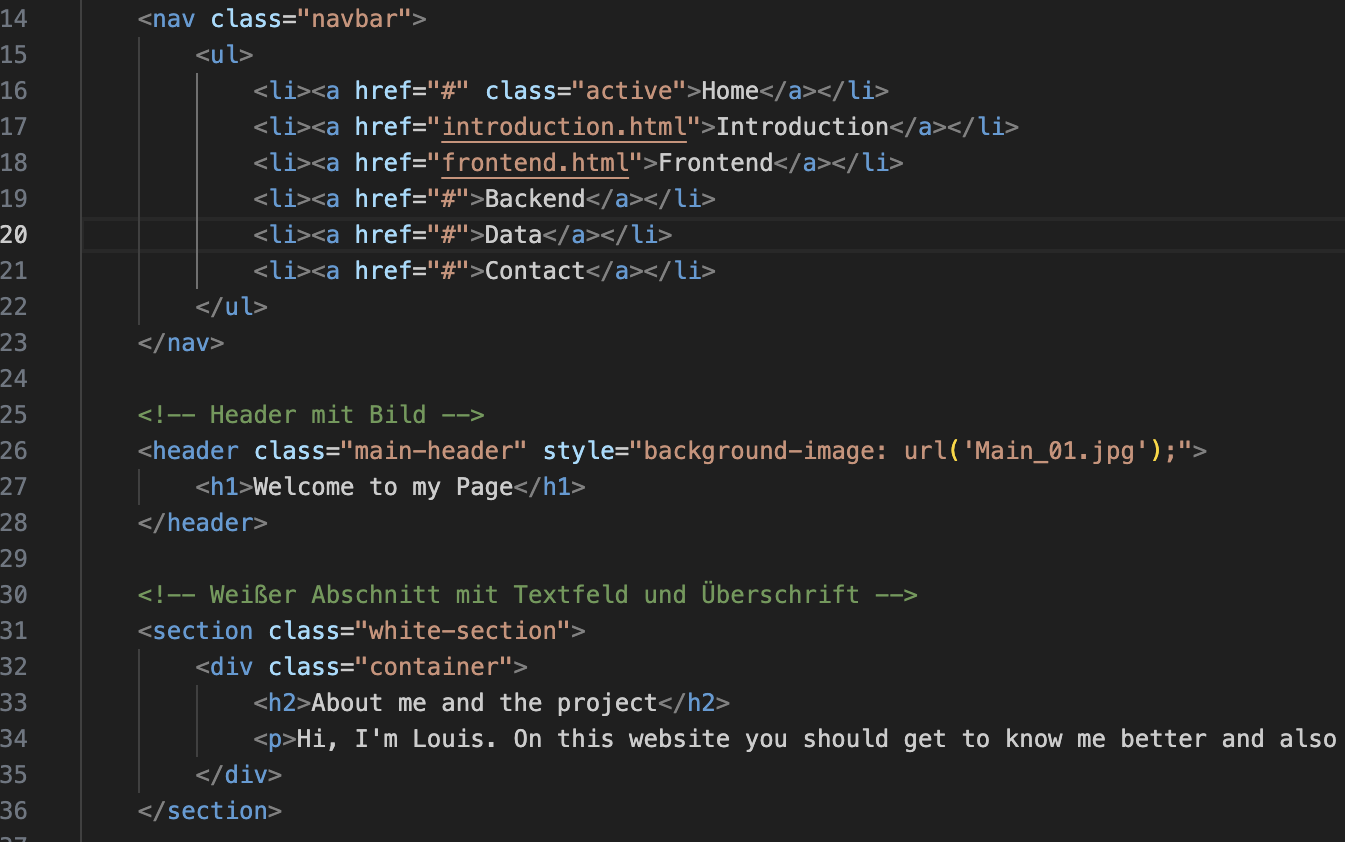 14 <nav class="navbar">
15 <ul>
16 <li><a href="#" class="active">Home</a></li>
17 <li><a href="introduction.html">Introduction</a></li>
18 <li><a href="frontend.html">Frontend</a></li>
19 <li><a href="#">Backend</a></li>
20 <li><a href="#">Data</a></li>
21 <li><a href="#">Contact</a></li>
22 </ul>
23 </nav>
24
25 <!-- Header mit Bild -->
26 <header class="main-header" style="background-image: url('Main_01.jpg');">
27 <h1>Welcome to my Page</h1>
28 </header>
29
30 <!-- Weißer Abschnitt mit Textfeld und Überschrift -->
31 <section class="white-section">
32 <div class="container">
33 <h2>About me and the project</h2>
34 <p>Hi, I'm Louis. On this website you should get to know me better and also
35 </div>
36 </section>